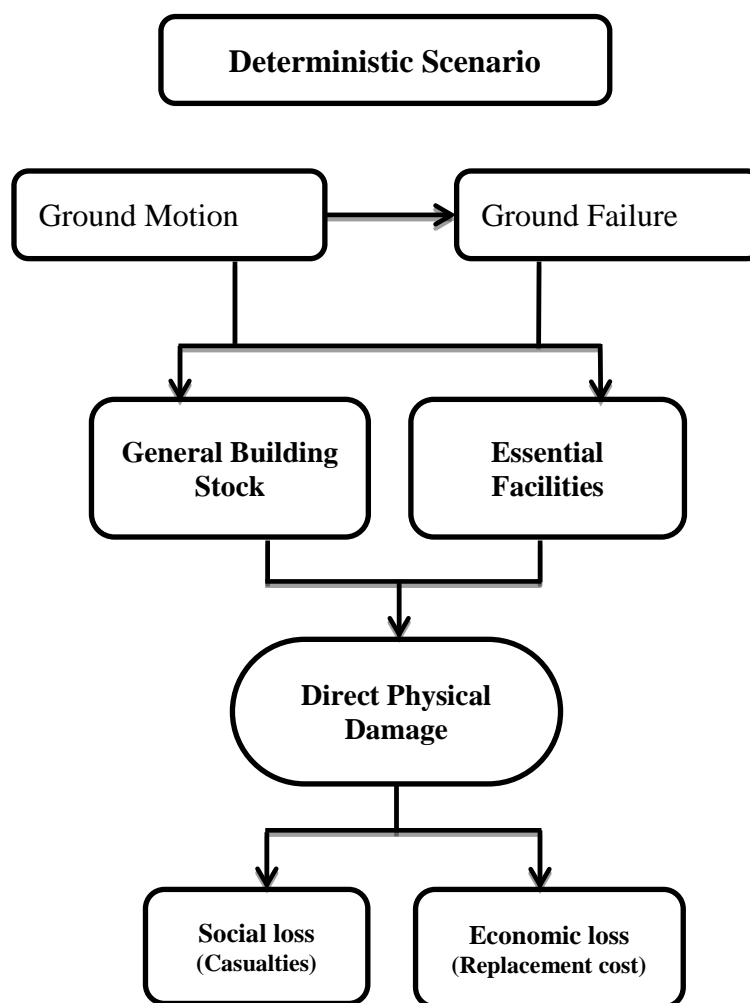 Deterministic Scenario
Ground Motion
Ground Failure
General Building
Stock
Essential
Facilities
Direct Physical
Damage
Social loss
(Casualties)
Economic loss
(Replacement cost)